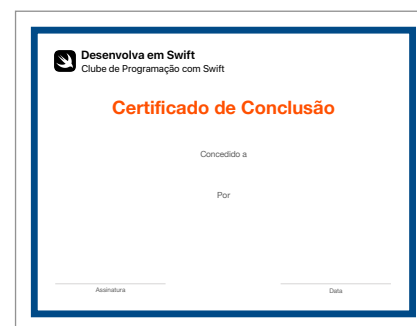 Desenvolva em Swift
Clube de Programação com Swift
Certificado de Conclusão
Concedido a
Por
Assinatura
Data